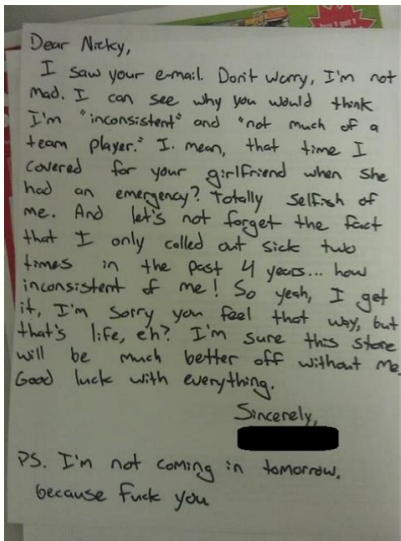 Dear Nicky,
I saw your e-mail. Don't worry, I'm not
mad. I can see why you would think
I'm "inconsistent" and "not much of a
team player." I mean, that time I
covered for your girlfriend when she
had an emergency? Totally selfish of
me. And let's not forget the fact
that I only called out sick two
times in the past 4 years... how
inconsistent of me! So yeah, I get
it, I'm sorry you feel that way, but
that's life, eh? I'm sure this store
will be much better off without me.
Good luck with everything.
Sincerely,
PS. I'm not coming in tomorrow.
because fuck you